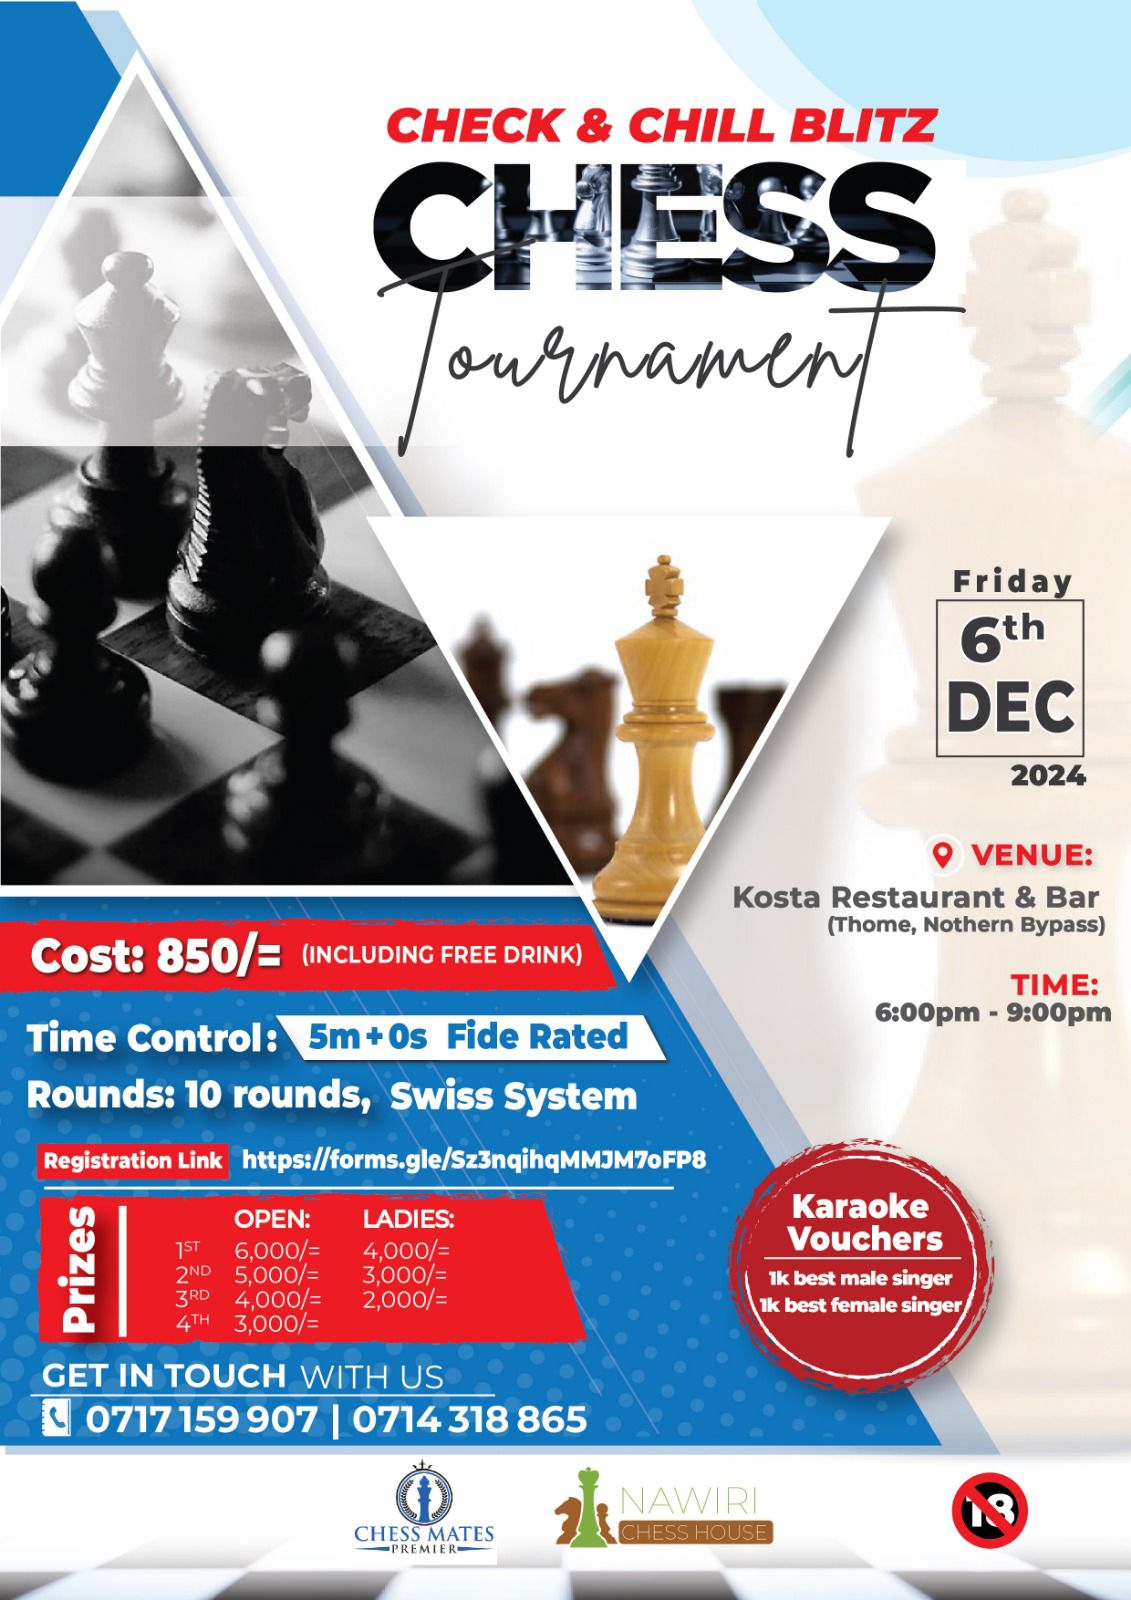 CHECK & CHILL BLITZ
CHESS
Tournament
Friday
6th
DEC
2024
VENUE:
Kosta Restaurant & Bar
(Thome, Nothern Bypass)
TIME:
6:00pm - 9:00pm
Cost: 850/= (INCLUDING FREE DRINK)
Time Control: 5m+0s Fide Rated
Rounds: 10 rounds, Swiss System
Registration Link https://forms.gle/Sz3nqihqMMJM7oFP8
Prizes
OPEN: LADIES:
1ST 6,000/= 4,000/=
2ND 5,000/= 3,000/=
3RD 4,000/= 2,000/=
4TH 3,000/=
Karaoke
Vouchers
1k best male singer
1k best female singer
GET IN TOUCH WITH US
0717 159 907 | 0714 318 865
CHESS MATES
PREMIER
NAWIRI
CHESS HOUSE
18